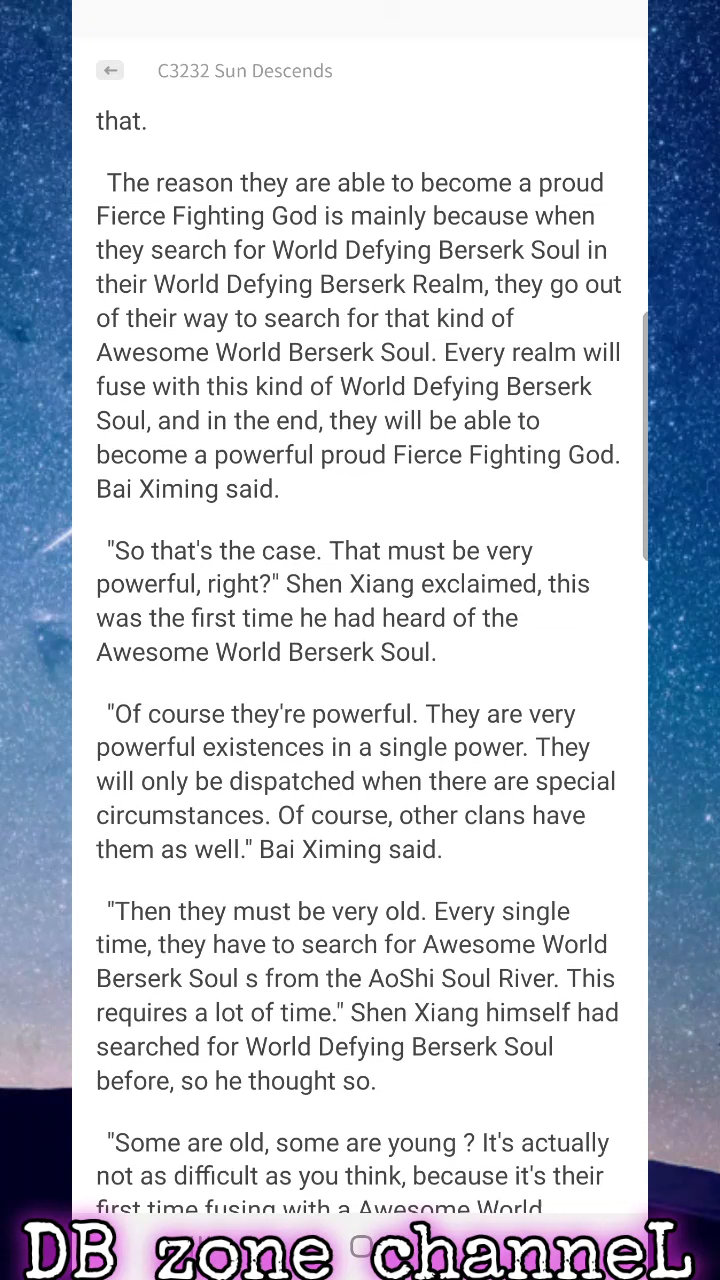 C3232 Sun Descends
that.
The reason they are able to become a proud
Fierce Fighting God is mainly because when
they search for World Defying Berserk Soul in
their World Defying Berserk Realm, they go out
of their way to search for that kind of
Awesome World Berserk Soul. Every realm will
fuse with this kind of World Defying Berserk
Soul, and in the end, they will be able to
become a powerful proud Fierce Fighting God.
Bai Ximing said.
"So that's the case. That must be very
powerful, right?" Shen Xiang exclaimed, this
was the first time he had heard of the
Awesome World Berserk Soul.
"Of course they're powerful. They are very
powerful existences in a single power. They
will only be dispatched when there are special
circumstances. Of course, other clans have
them as well." Bai Ximing said.
"Then they must be very old. Every single
time, they have to search for Awesome World
Berserk Soul s from the AoShi Soul River. This
requires a lot of time." Shen Xiang himself had
searched for World Defying Berserk Soul
before, so he thought so.
"Some are old, some are young ? It's actually
not as difficult as you think, because it's their
first time fusing with a Awesome World
DB zone channeL